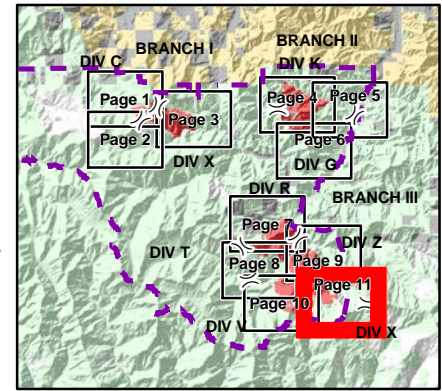 BRANCH I
BRANCH II
DIV C
DIV K
Page 1
Page 4
Page 5
Page 3
Page 2
Page 6
DIV X
DIV G
DIV R
BRANCH III
Page 7
DIV T
DIV Z
Page 8
Page 9
Page 11
Page 10
DIV V
DIV X